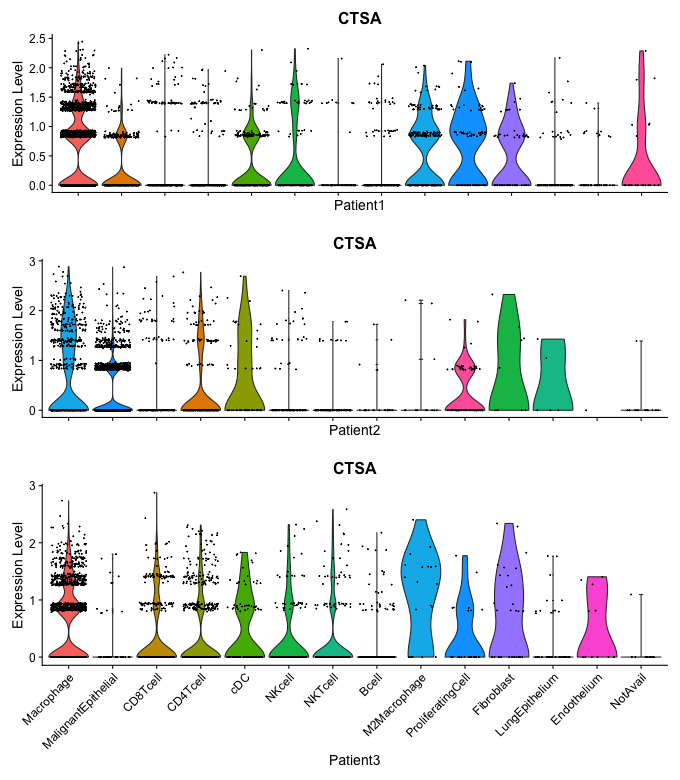 CTSA
Expression Level
2.5
2.0
1.5
1.0
0.5
0.0
Patient1
CTSA
Expression Level
3
2
1
0
Patient2
CTSA
Expression Level
3
2
1
0
Macrophage
MalignantEpithelial
CD8Tcell
CD4Tcell
cDC
NKcell
NKTcell
Bcell
M2Macrophage
ProliferatingCell
Fibroblast
LungEpithelium
Endothelium
NotAvail
Patient3